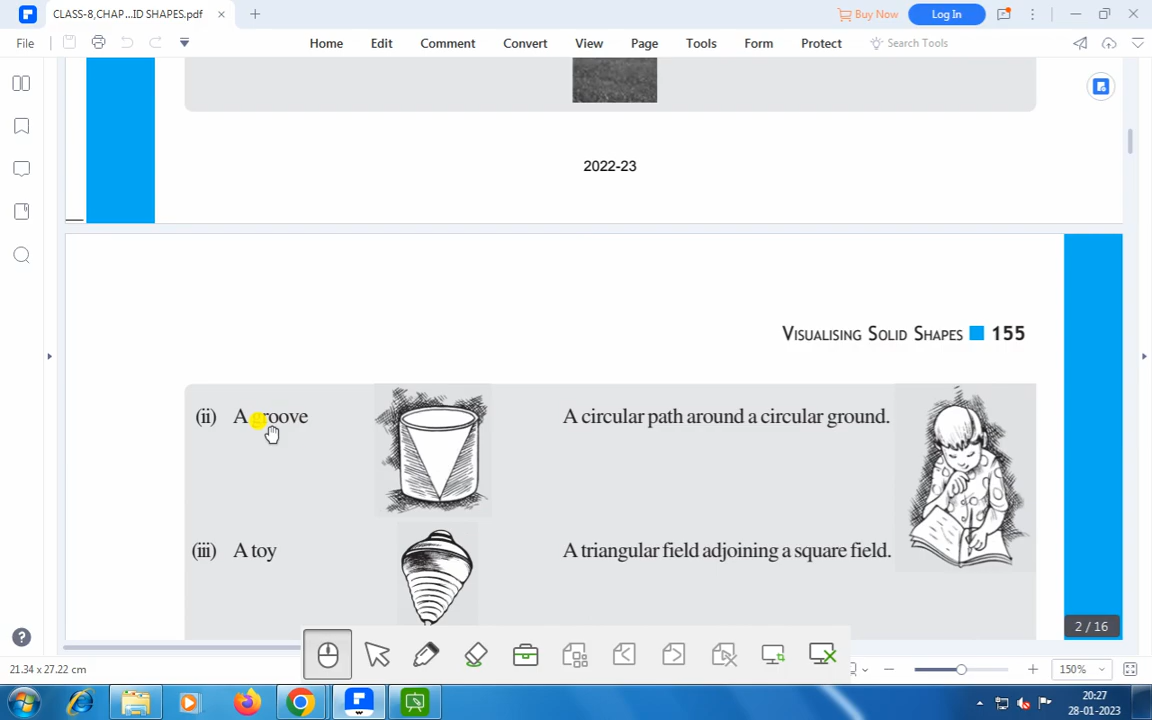 CLASS-8,CHAP ...ID SHAPES.pdf
Buy Now
Log In
File
Home Edit Comment Convert View Page Tools Form Protect Search Tools
2022-23
VISUALISING SOLID SHAPES 155
(ii) A groove
A circular path around a circular ground.
(iii) A toy
A triangular field adjoining a square field.
2 / 16
21.34 x 27.22 cm
150%
20:27
28-01-2023